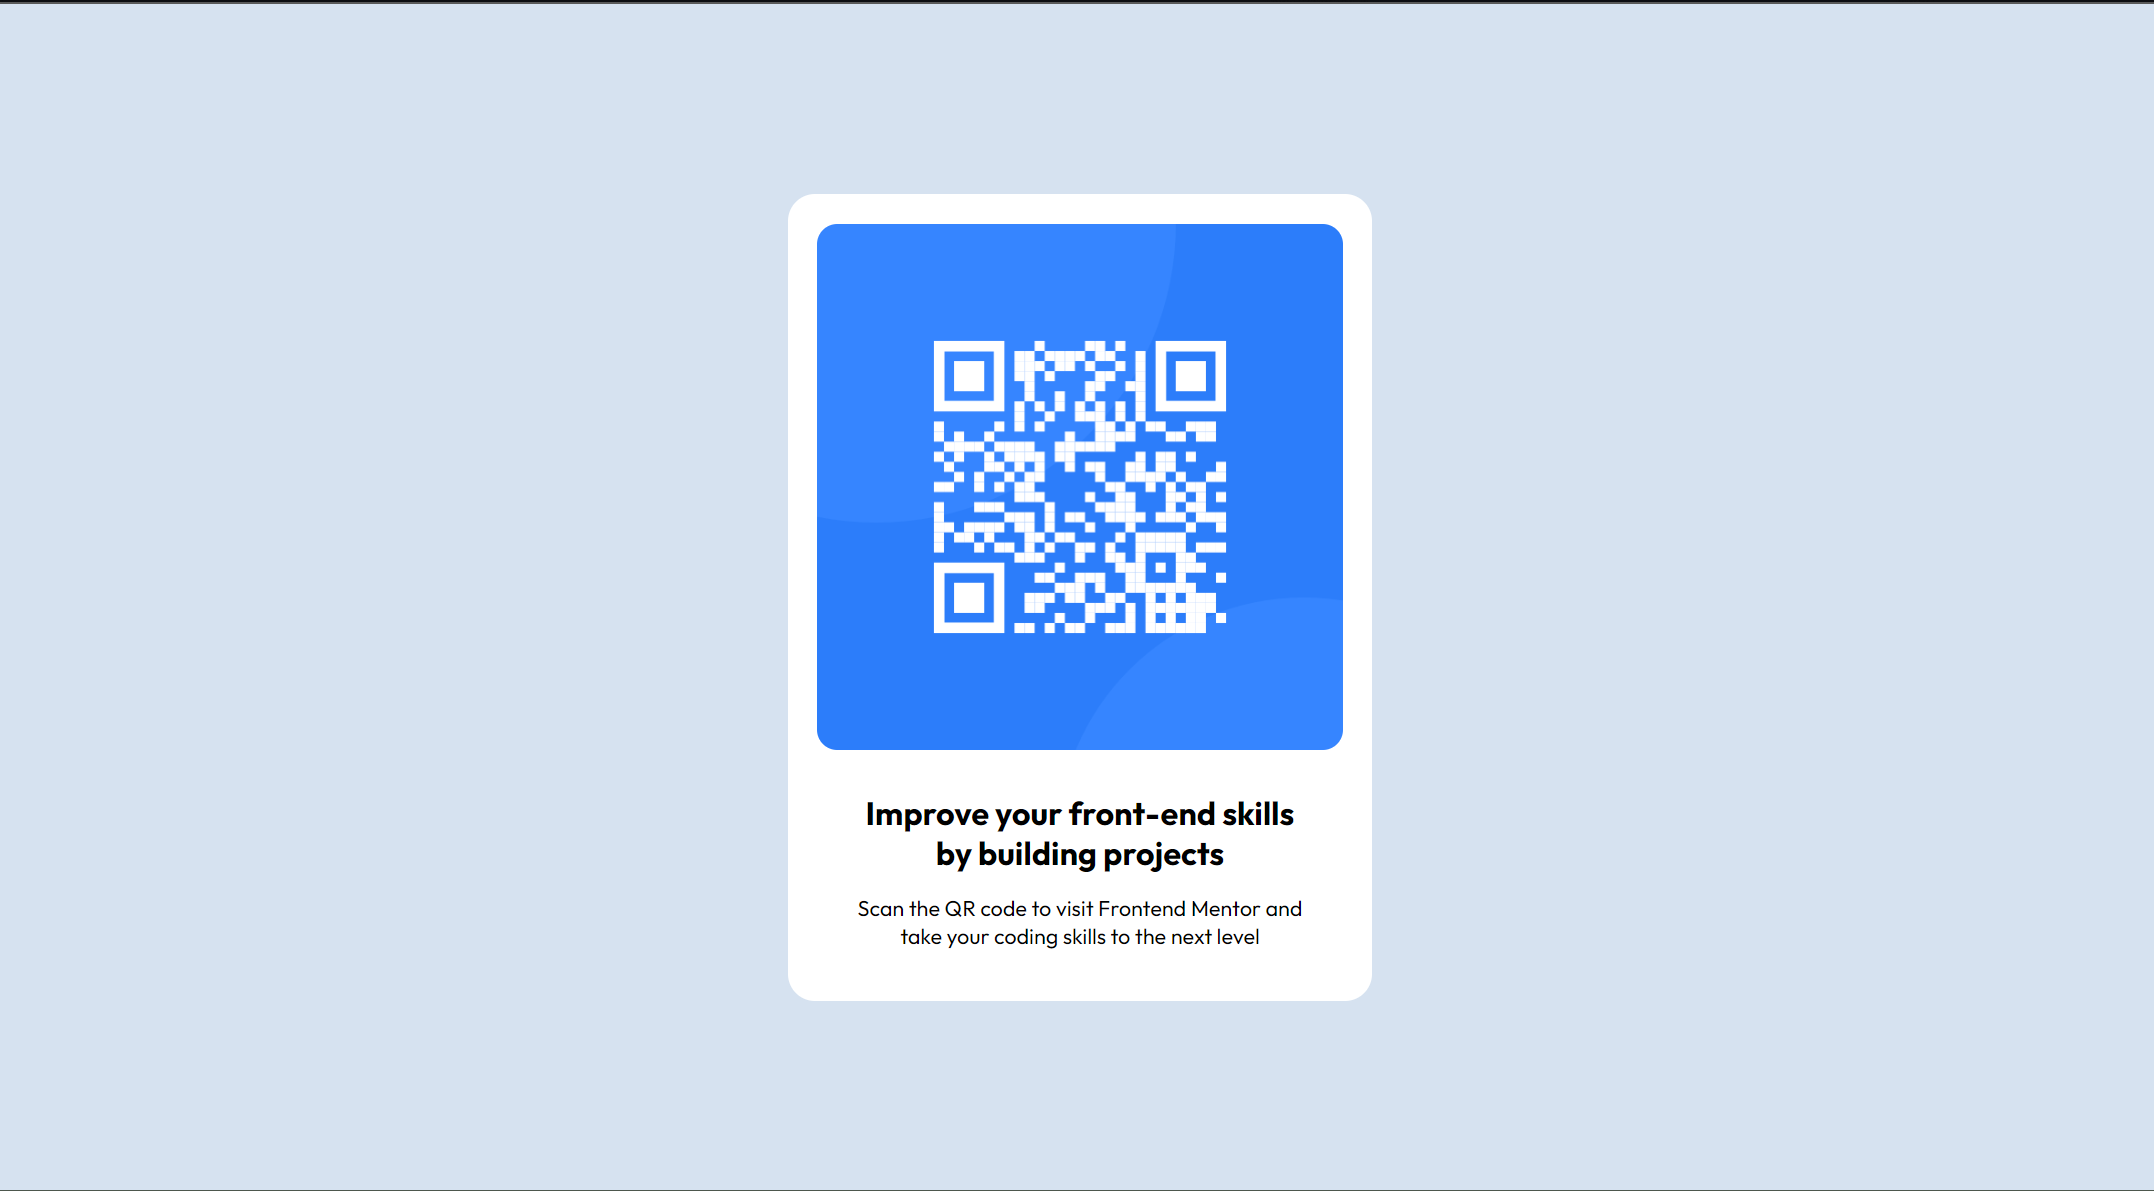 Improve your front-end skills
by building projects
Scan the QR code to visit Frontend Mentor and
take your coding skills to the next level